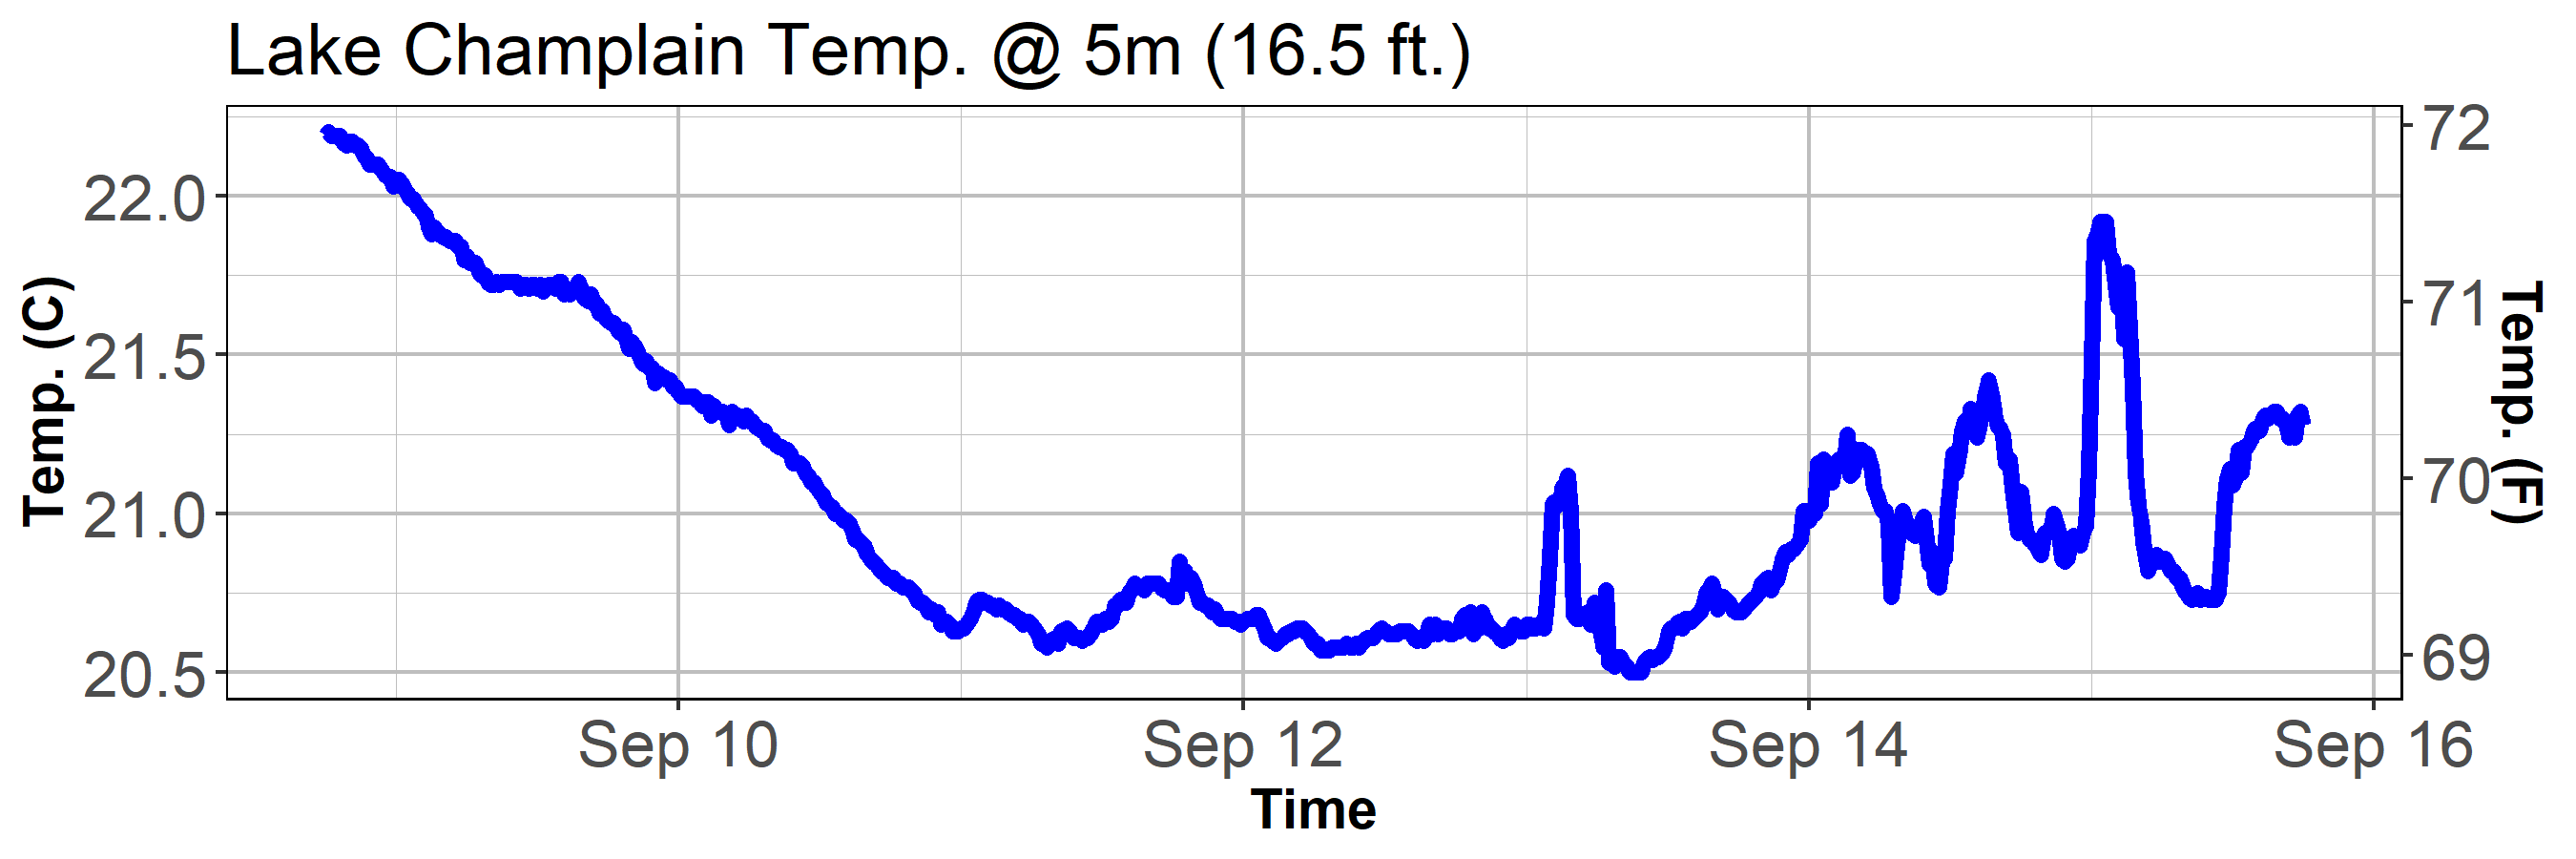 Lake Champlain Temp. @ 5m (16.5 ft.)
Temp. (C)
22.0
21.5
21.0
20.5
72
71
70
69
Temp. (F)
Sep 10
Sep 12
Sep 14
Sep 16
Time